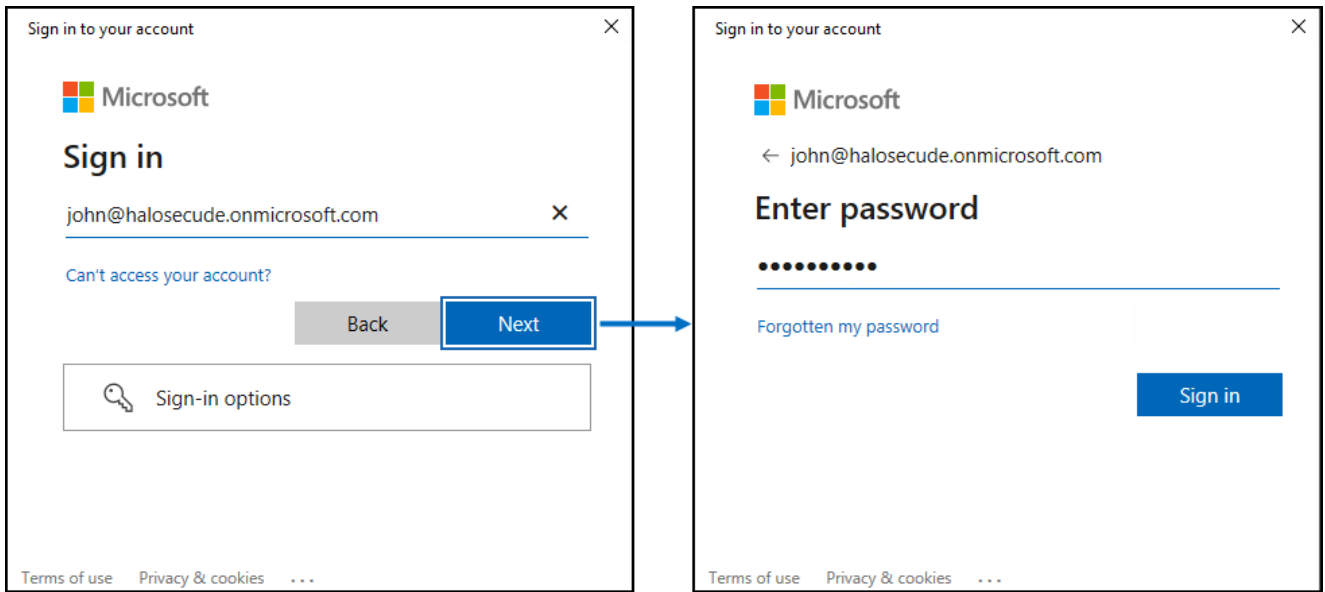 Sign in to your account
Microsoft
Sign in
john@halosecude.onmicrosoft.com
Can't access your account?
Back
Next
Sign-in options
Terms of use Privacy & cookies ...
Sign in to your account
Microsoft
john@halosecude.onmicrosoft.com
Enter password
Forgotten my password
Sign in
Terms of use Privacy & cookies ...